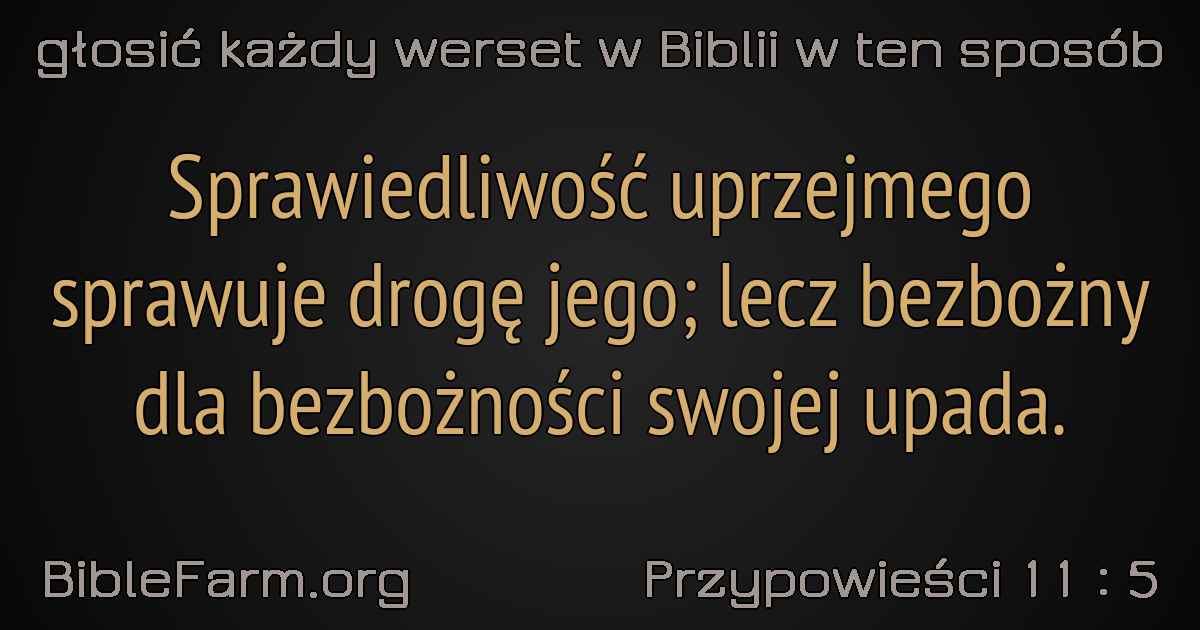 głosić każdy werset w Biblii w ten sposób
Sprawiedliwość uprzejmego
sprawuje drogę jego; lecz bezbożny
dla bezbożności swojej upada.
BibleFarm.org
Przypowieści 11 : 5